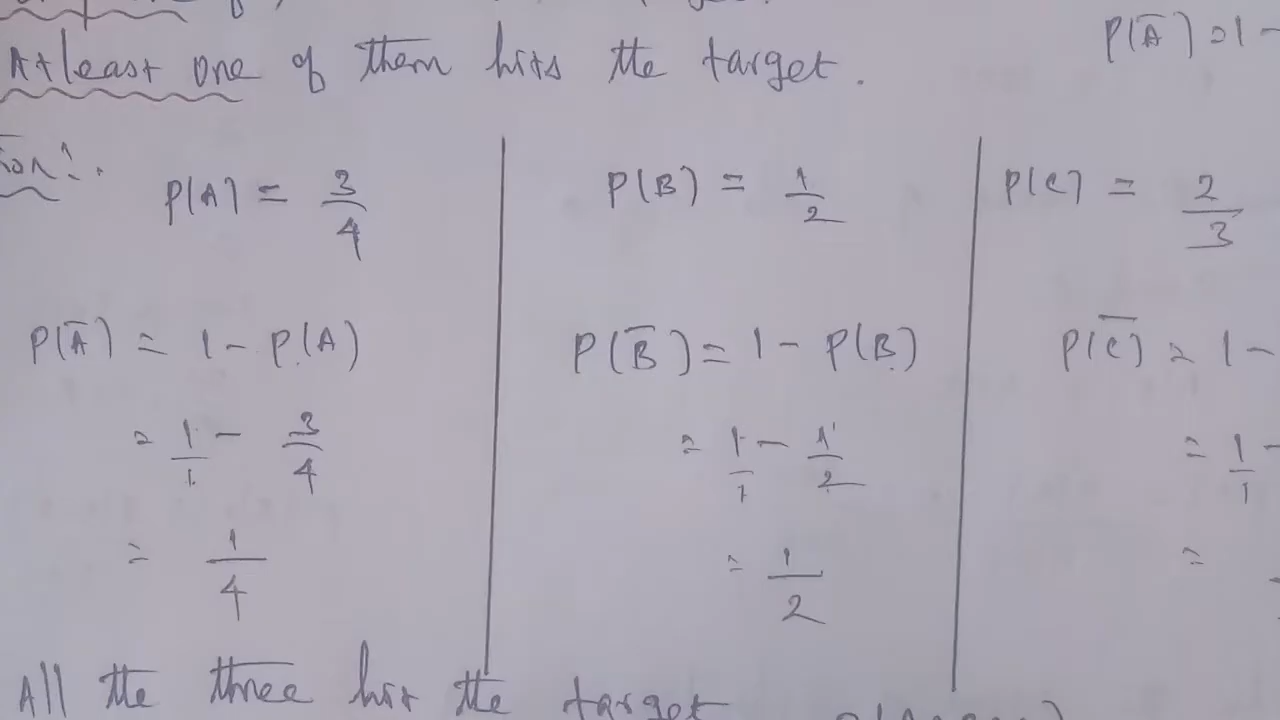 Atleast one of them hits the target.
P(Ā) = 1 -
P(A) = 3/4
P(Ā) = 1 - P(A)
= 1/1 - 3/4
= 1/4
P(B) = 1/2
P(B̄) = 1 - P(B)
= 1/1 - 1/2
= 1/2
P(C) = 2/3
P(C̄) = 1 -
= 1/1 -
=
All the three hit the target